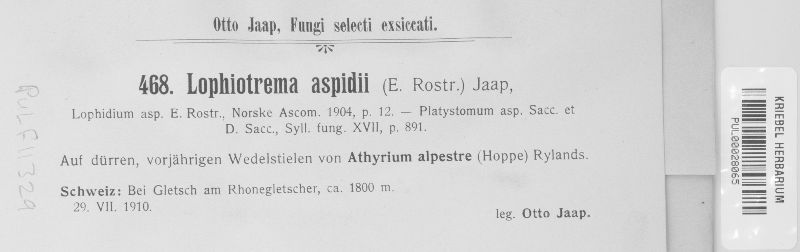 Otto Jaap, Fungi selecti exsiccati.
468. Lophiotrema aspidii (E. Rostr.) Jaap,
Lophidium asp. E. Rostr., Norske Ascom. 1904, p. 12. — Platystomum asp. Sacc. et
D. Sacc., Syll. fung. XVII, p. 891.
Auf dürren, vorjährigen Wedelstielen von Athyrium alpestre (Hoppe) Rylands.
Schweiz: Bei Gletsch am Rhonegletscher, ca. 1800 m.
29. VII. 1910.
leg. Otto Jaap.
PULF11329
KRIEBEL HERBARIUM
PUL00028065